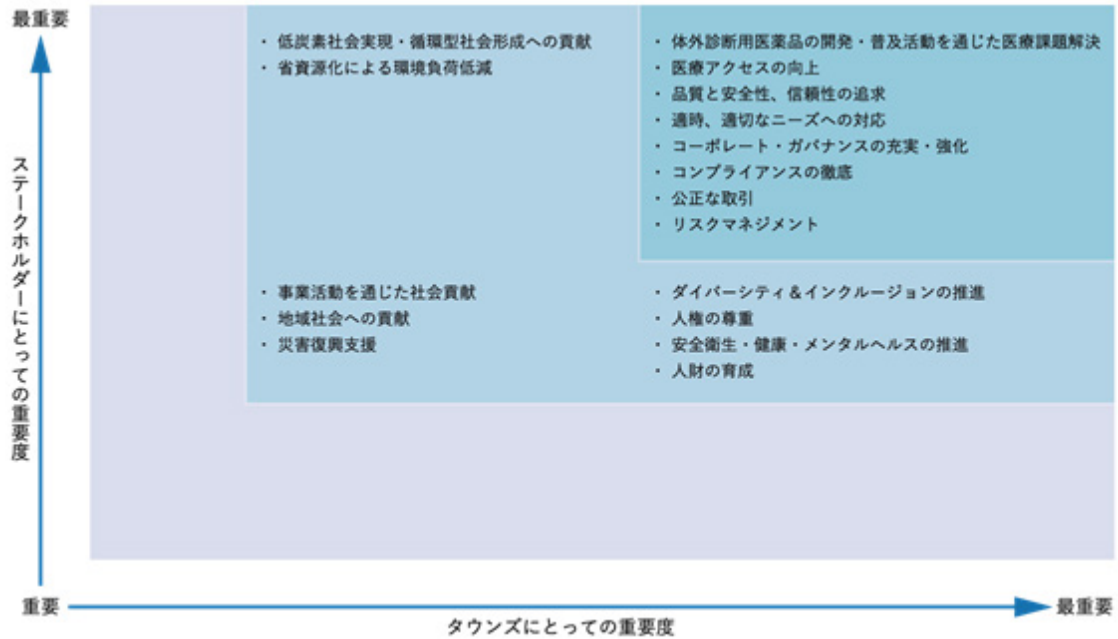 最重要
・ 低炭素社会実現・循環型社会形成への貢献
・ 省資源化による環境負荷低減
・ 体外診断用医薬品の開発・普及活動を通じた医療課題解決
・ 医療アクセスの向上
・ 品質と安全性、信頼性の追求
・ 適時、適切なニーズへの対応
・ コーポレート・ガバナンスの充実・強化
・ コンプライアンスの徹底
・ 公正な取引
・ リスクマネジメント
ステークホルダーにとっての重要度
・ 事業活動を通じた社会貢献
・ 地域社会への貢献
・ 災害復興支援
・ ダイバーシティ＆インクルージョンの推進
・ 人権の尊重
・ 安全衛生・健康・メンタルヘルスの推進
・ 人財の育成
重要
最重要
タウンズにとっての重要度